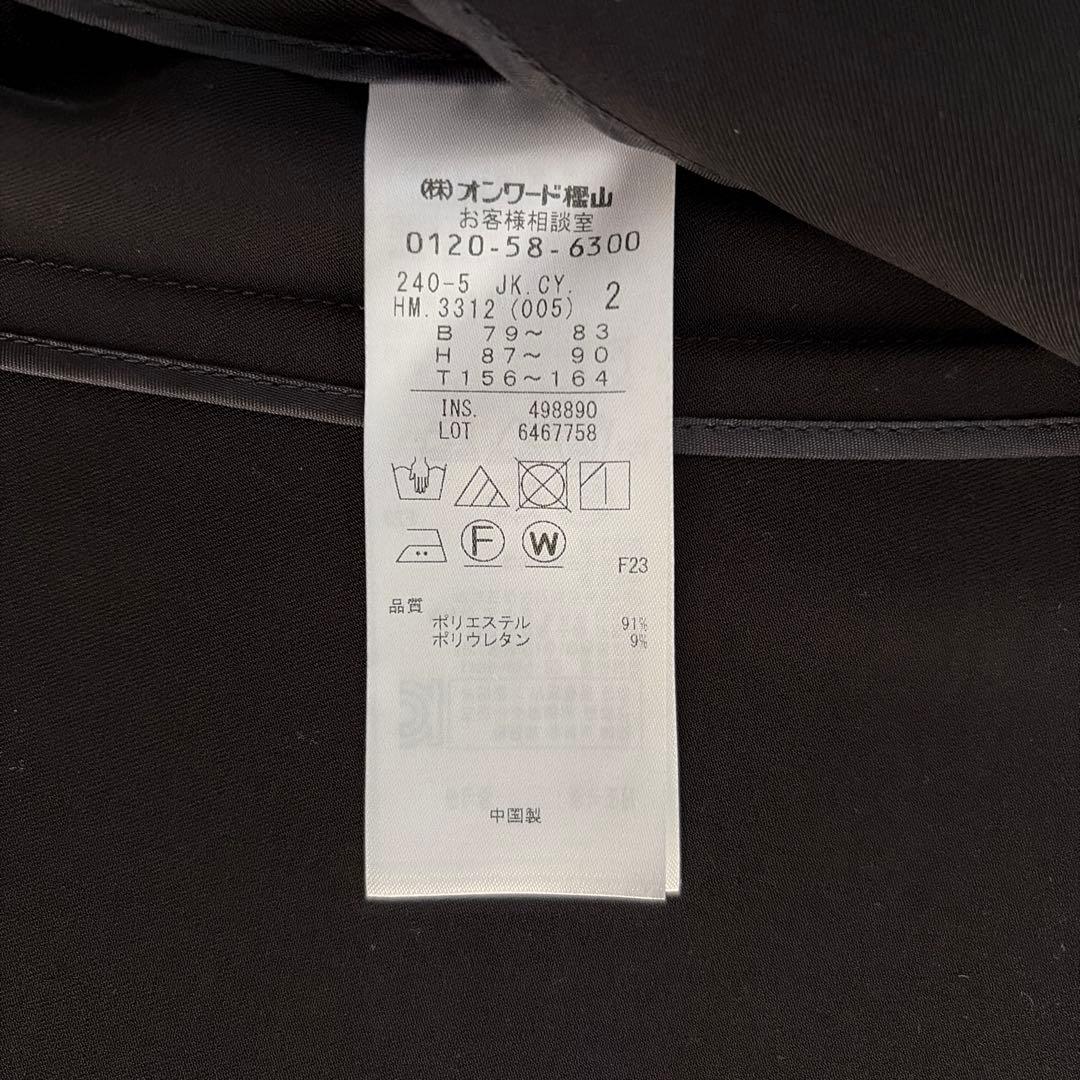 (株)オンワード樫山
お客様相談室
0120-58-6300
240-5 JK.CY. 2
HM.3312 (005)
B 79～ 83
H 87～ 90
T156～164
INS. 498890
LOT 6467758
F W
F23
品質
ポリエステル 91%
ポリウレタン 9%
中国製